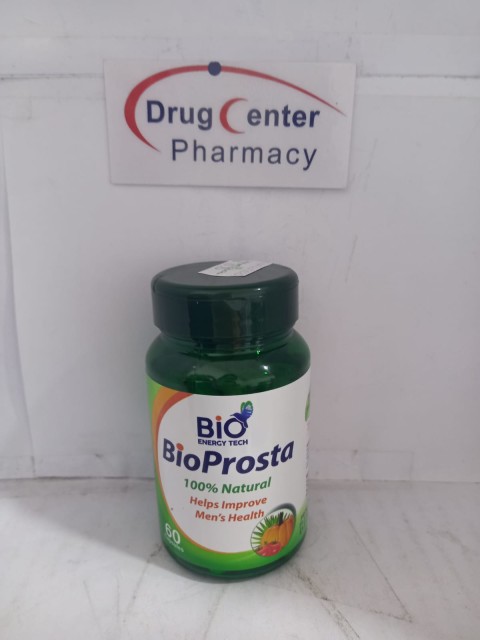 Drug Center
Pharmacy
BiO
ENERGY TECH
BioProsta
100% Natural
Helps Improve
Men's Health
60